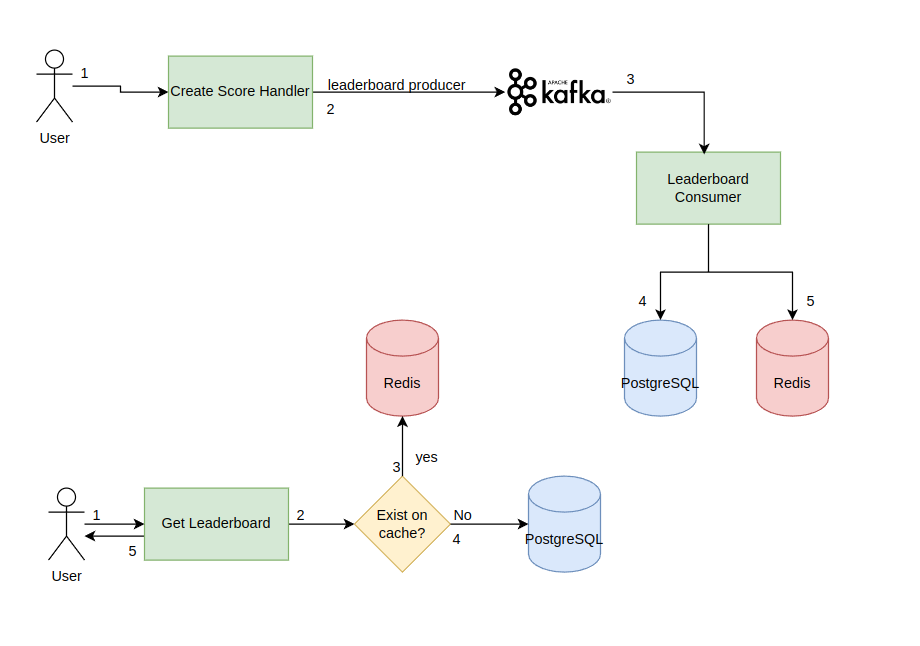 1
User
Create Score Handler
leaderboard producer
2
APACHE
kafka®
3
Leaderboard
Consumer
4
5
PostgreSQL
Redis
Redis
yes
3
1
5
User
Get Leaderboard
2
Exist on
cache?
No
4
PostgreSQL